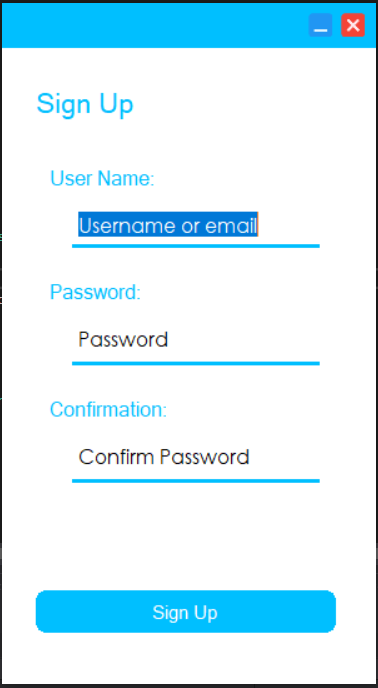 Sign Up
User Name:
Username or email
Password:
Password
Confirmation:
Confirm Password
Sign Up